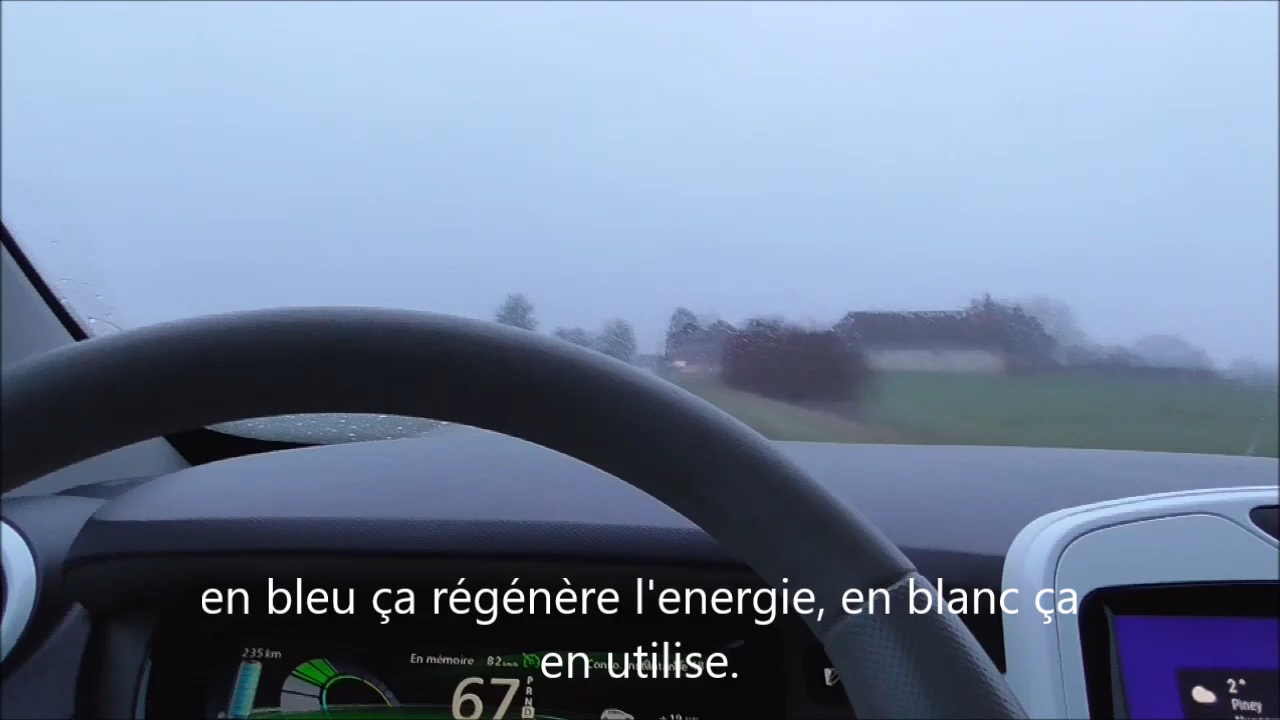 en bleu ça régénère l'energie, en blanc ça
en utilise.
235 km
En mémoire 82 km/h
67
P
R
N
D
2°
Piney